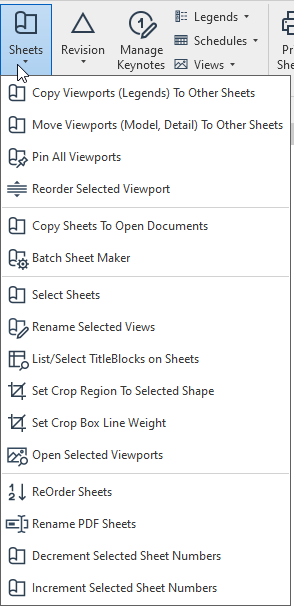 Sheets
Revision
Manage
Keynotes
1
Legends
Schedules
Views
Pri
She
Copy Viewports (Legends) To Other Sheets
Move Viewports (Model, Detail) To Other Sheets
Pin All Viewports
Reorder Selected Viewport
Copy Sheets To Open Documents
Batch Sheet Maker
Select Sheets
Rename Selected Views
List/Select TitleBlocks on Sheets
Set Crop Region To Selected Shape
Set Crop Box Line Weight
Open Selected Viewports
ReOrder Sheets
Rename PDF Sheets
Decrement Selected Sheet Numbers
Increment Selected Sheet Numbers